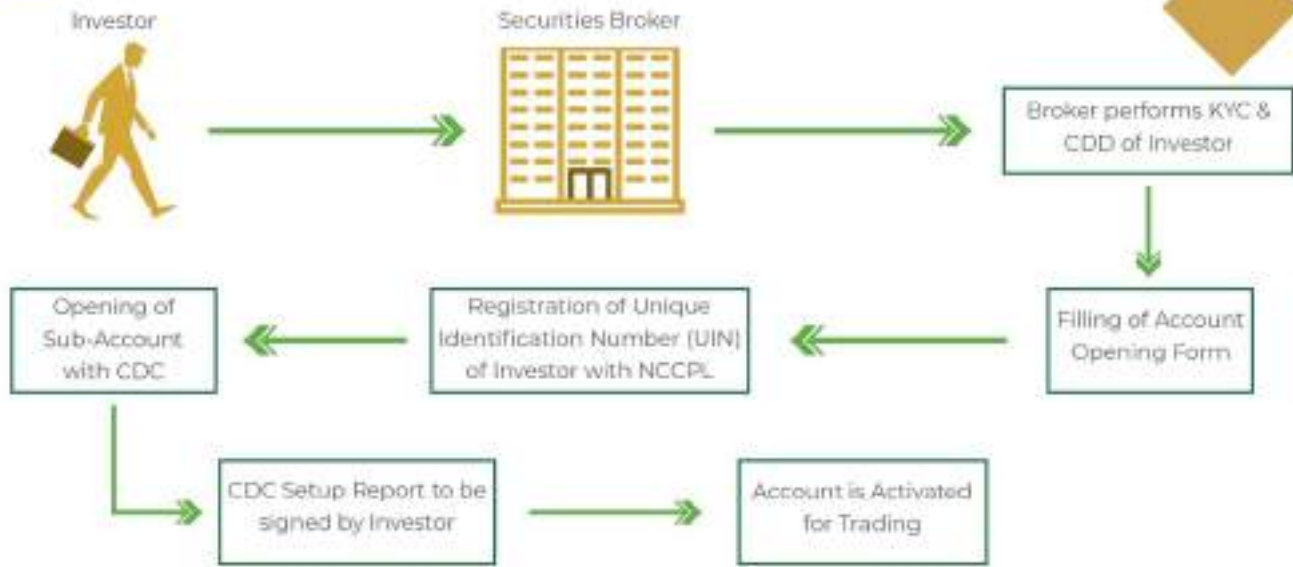 Investor
Securities Broker
Broker performs KYC &
CDD of Investor
Filling of Account
Opening Form
Registration of Unique
Identification Number (UIN)
of Investor with NCCPL
Opening of
Sub-Account
with CDC
CDC Setup Report to be
signed by Investor
Account is Activated
for Trading